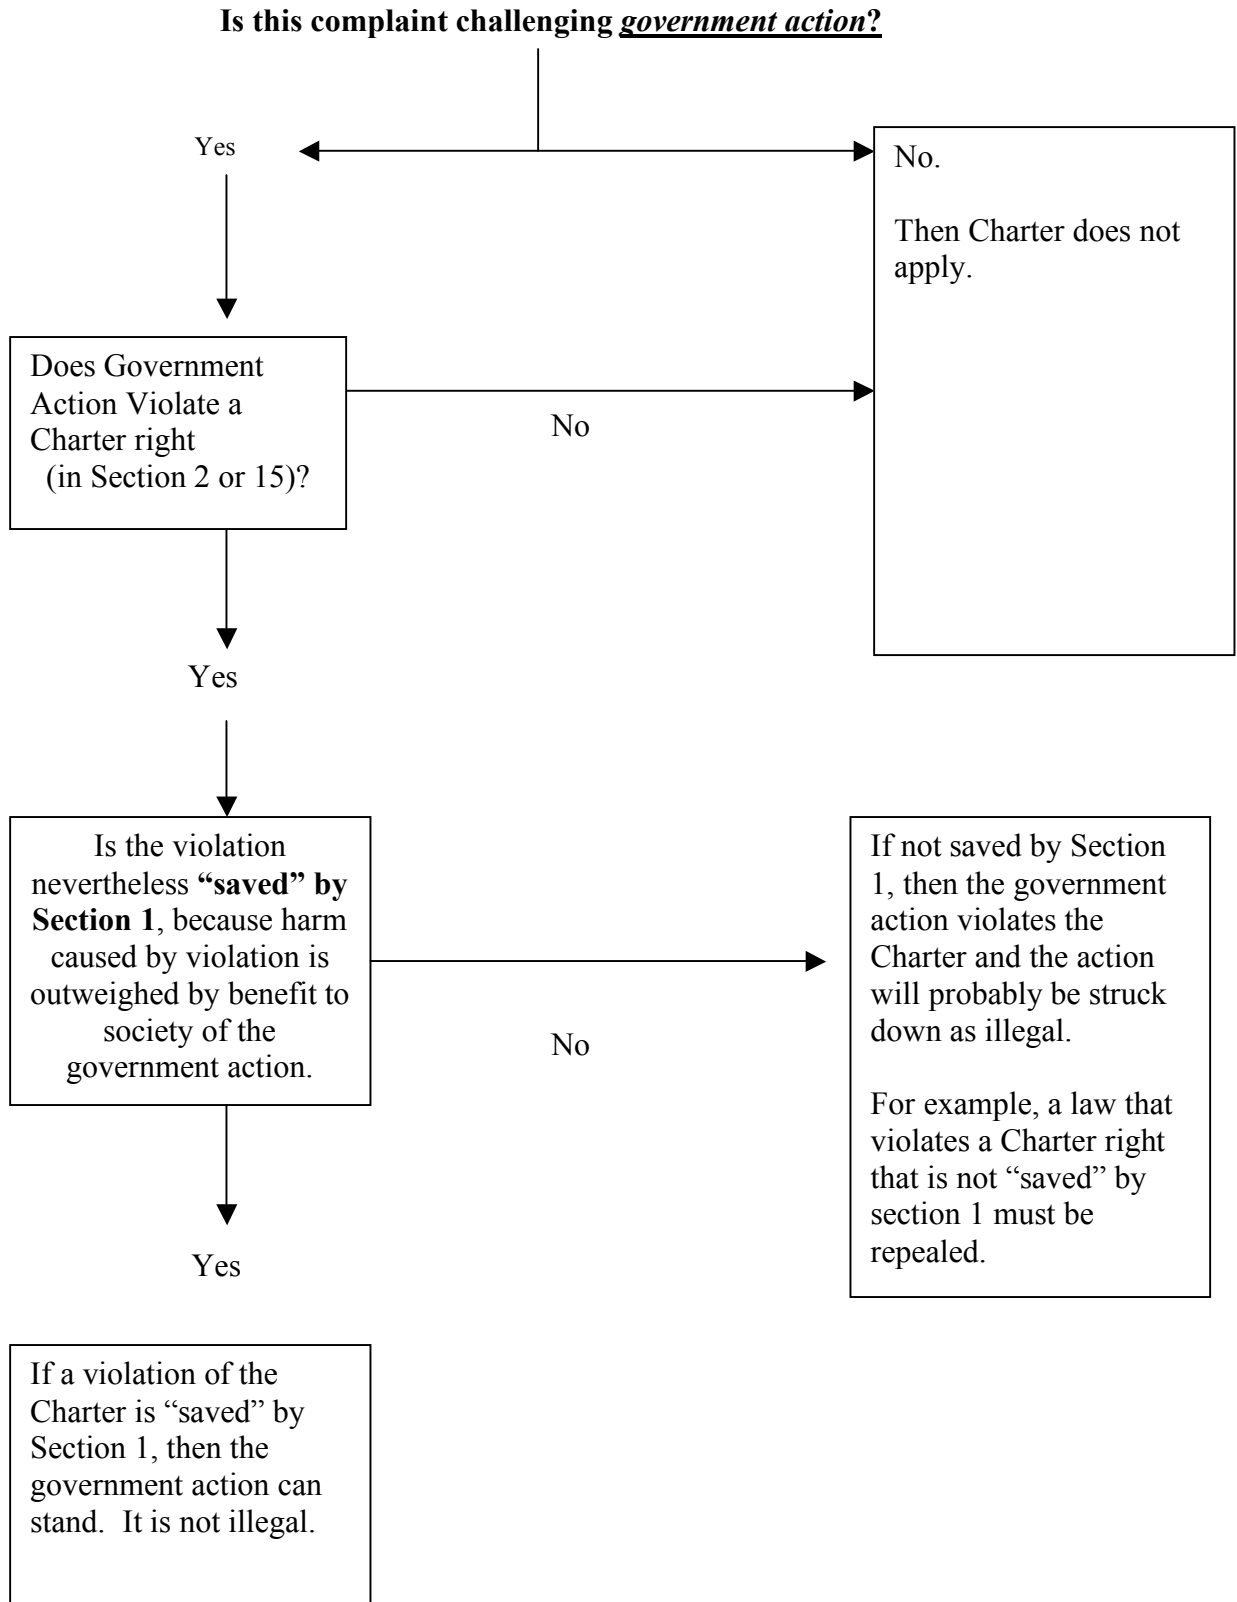 Is this complaint challenging government action?
Yes
No.
Then Charter does not
apply.
Does Government
Action Violate a
Charter right
(in Section 2 or 15)?
No
Yes
Is the violation
nevertheless “saved” by
Section 1, because harm
caused by violation is
outweighed by benefit to
society of the
government action.
No
If not saved by Section
1, then the government
action violates the
Charter and the action
will probably be struck
down as illegal.
For example, a law that
violates a Charter right
that is not “saved” by
section 1 must be
repealed.
Yes
If a violation of the
Charter is “saved” by
Section 1, then the
government action can
stand.  It is not illegal.